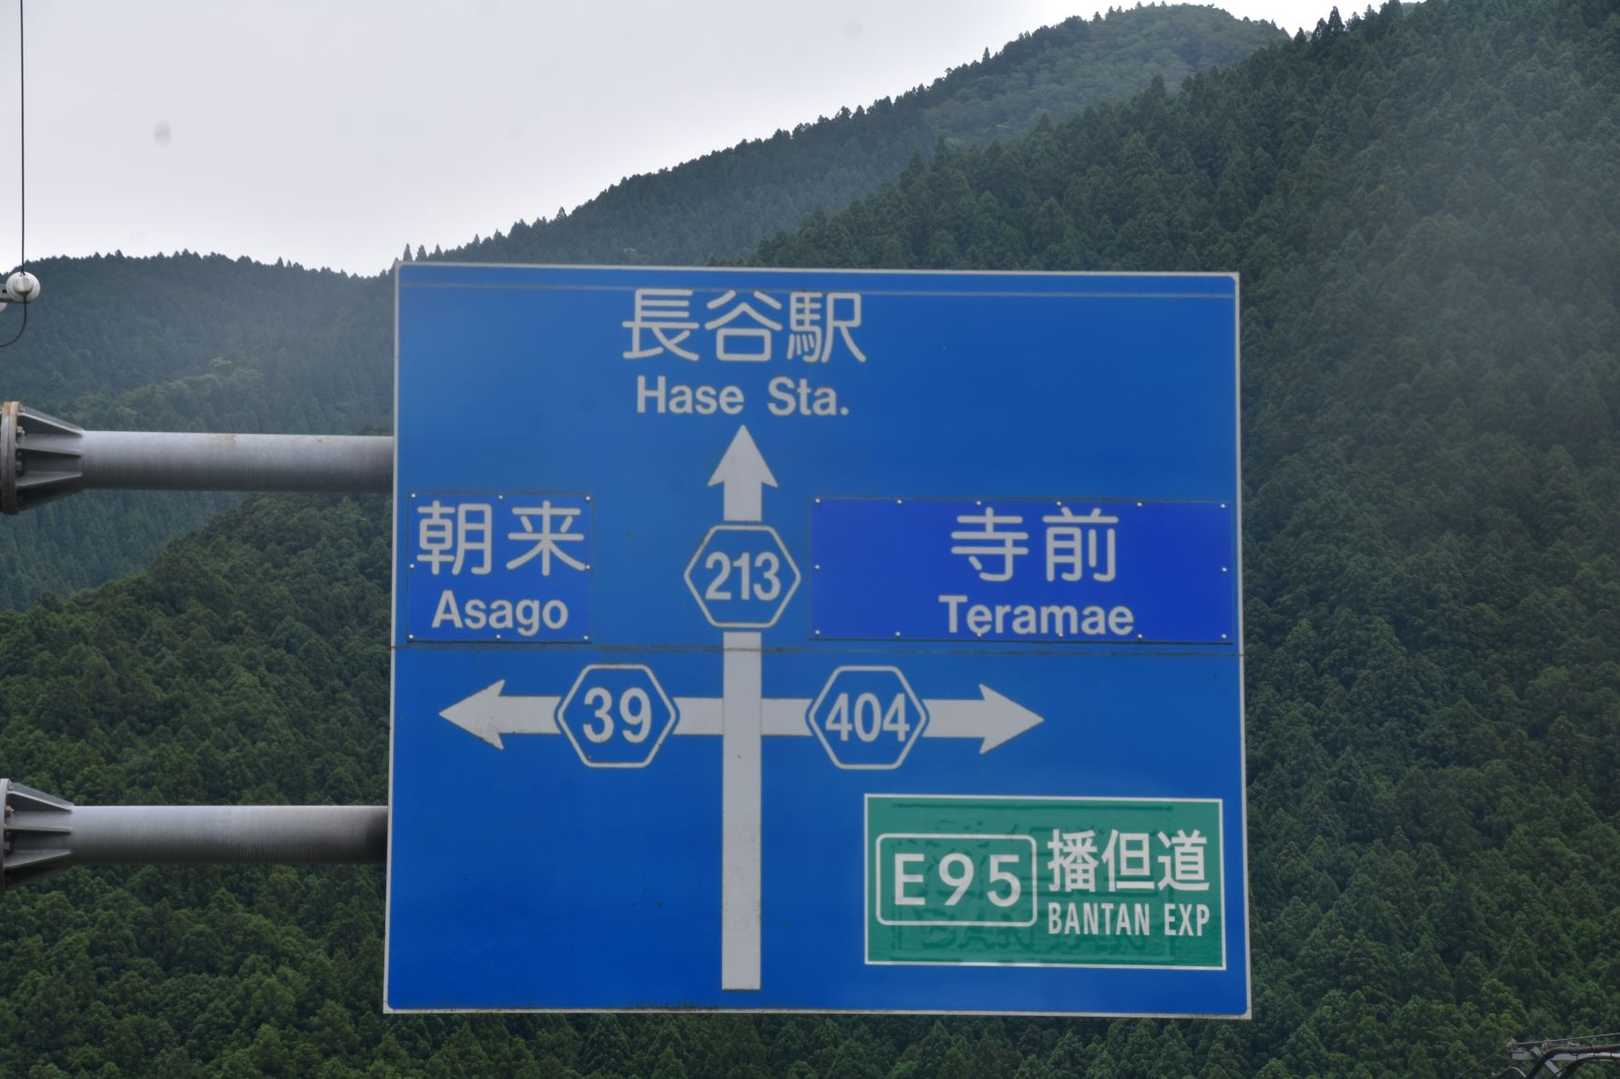 長谷駅
Hase Sta.
朝来
Asago
213
寺前
Teramae
39
404
E95
播但道
BANTAN EXP